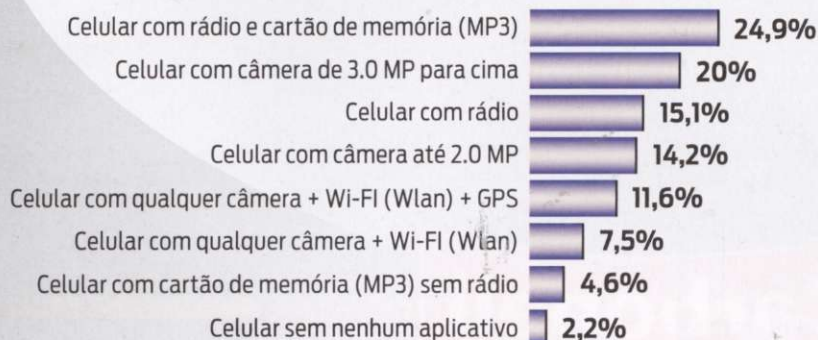 Celular com rádio e cartão de memória (MP3) 24,9%
Celular com câmera de 3.0 MP para cima 20%
Celular com rádio 15,1%
Celular com câmera até 2.0 MP 14,2%
Celular com qualquer câmera + Wi-FI (Wlan) + GPS 11,6%
Celular com qualquer câmera + Wi-FI (Wlan) 7,5%
Celular com cartão de memória (MP3) sem rádio 4,6%
Celular sem nenhum aplicativo 2,2%